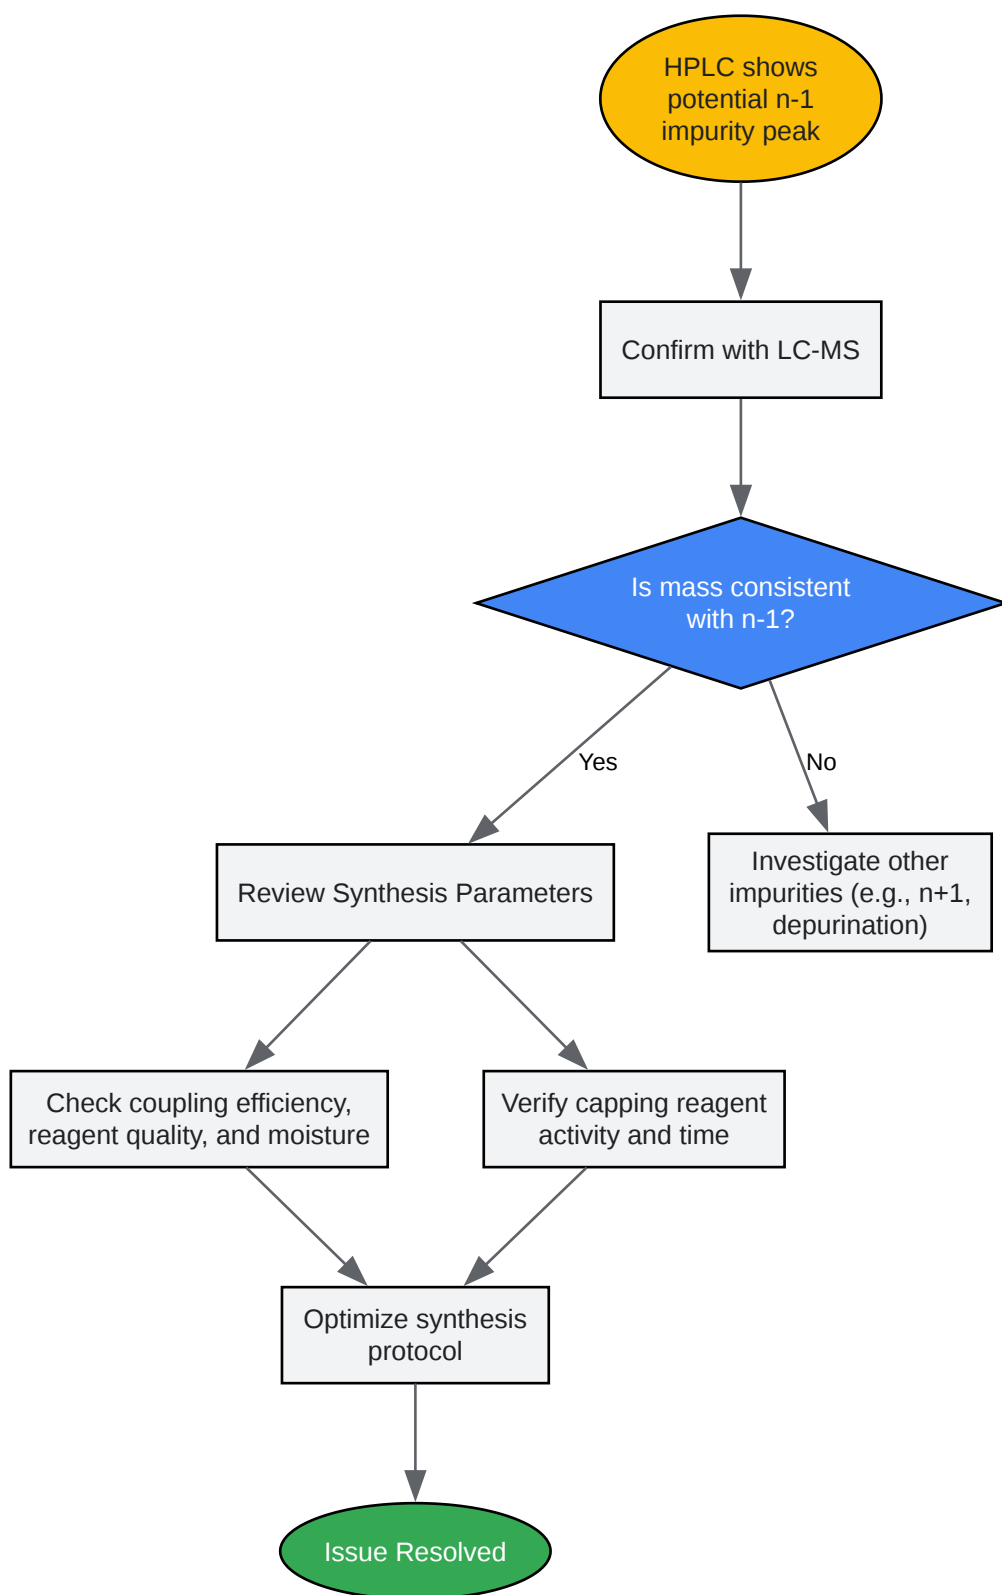 HPLC shows
potential n-1
impurity peak
Confirm with LC-MS
Is mass consistent
with n-1?
Yes
No
Review Synthesis Parameters
Investigate other
impurities (e.g., n+1,
depurination)
Check coupling efficiency,
reagent quality, and moisture
Verify capping reagent
activity and time
Optimize synthesis
protocol
Issue Resolved